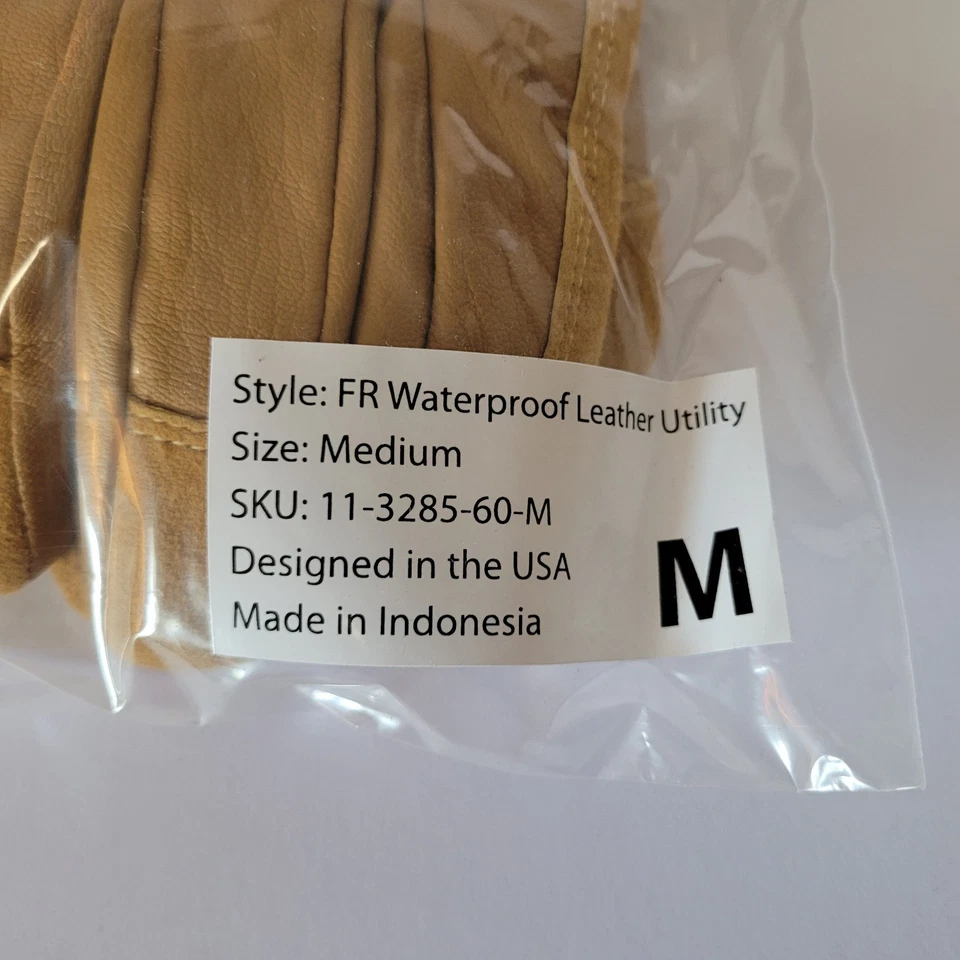 Style: FR Waterproof Leather Utility
Size: Medium
SKU: 11-3285-60-M
Designed in the USA
Made in Indonesia
M